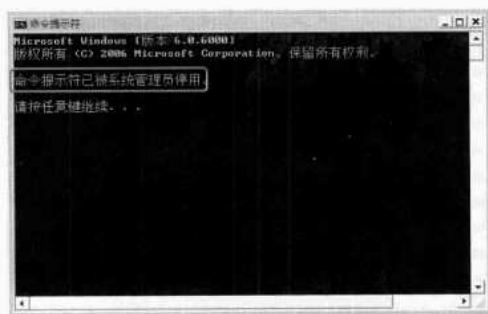 命令提示符
Microsoft Windows [版本 6.0.6000]
版权所有 (C) 2006 Microsoft Corporation。保留所有权利。
命令提示符已被系统管理员停用。
请按任意键继续. . .